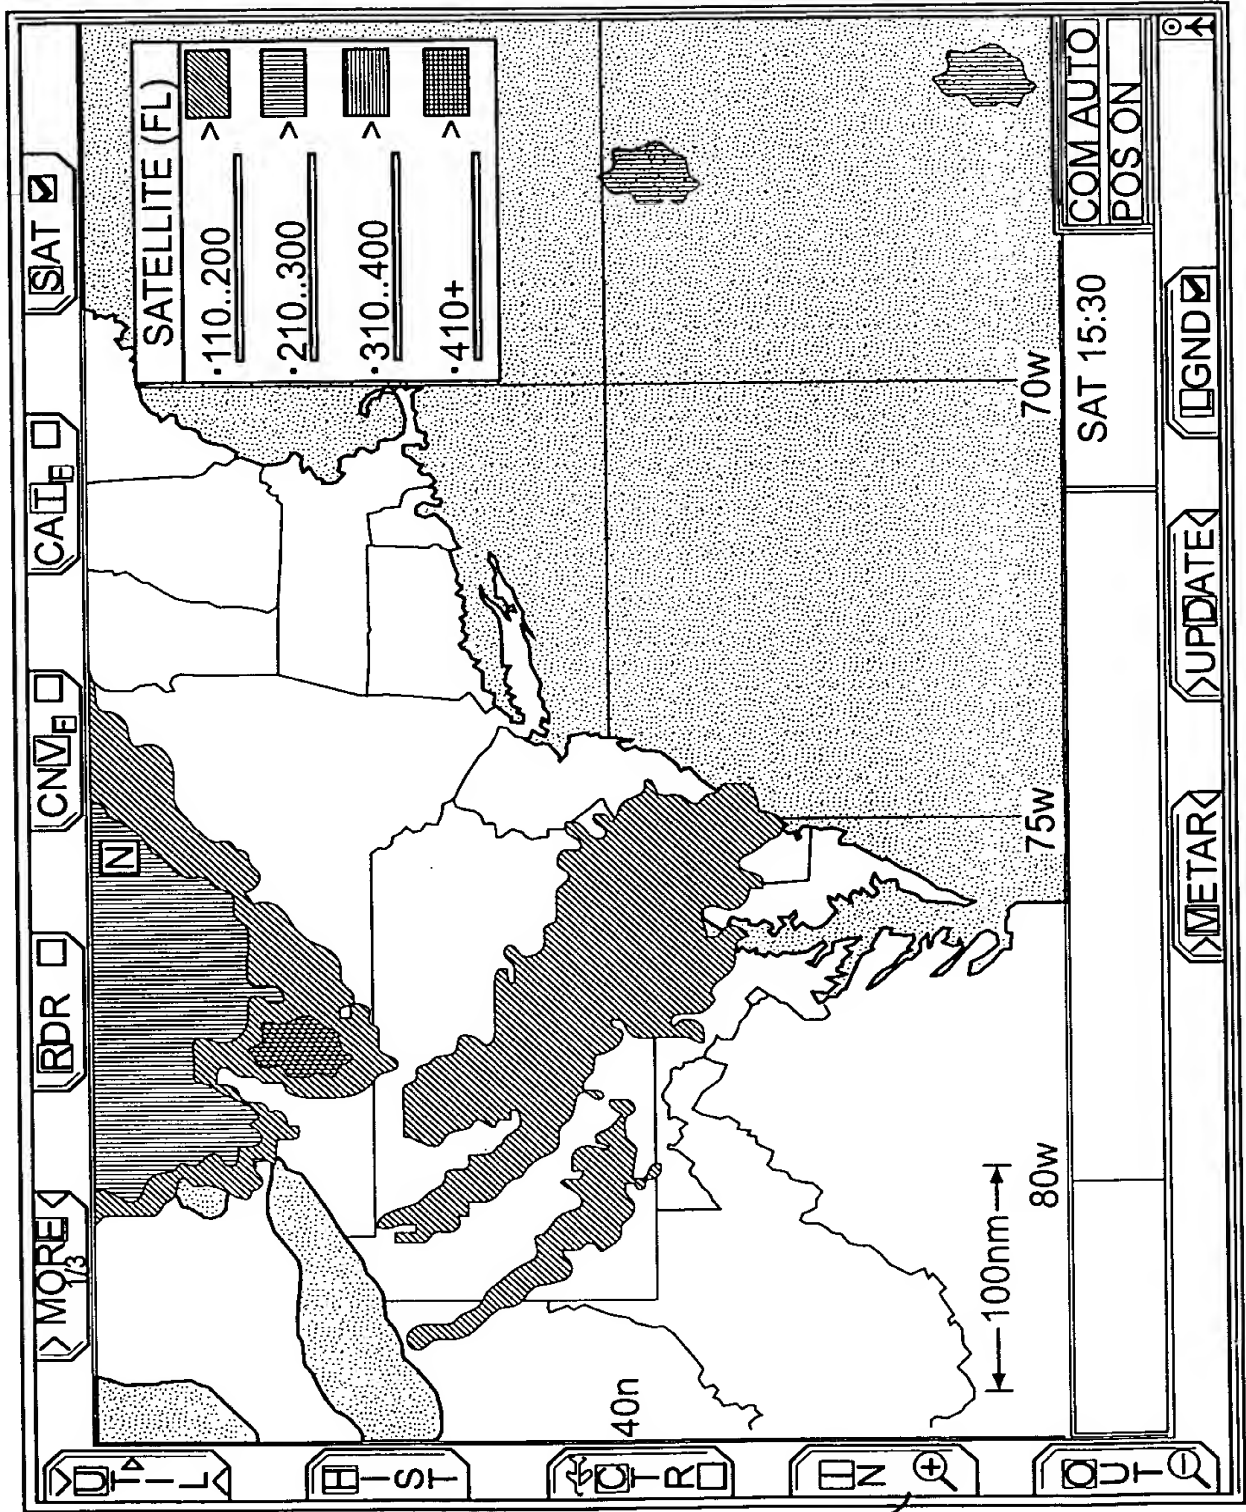 >MORE<
1/3
RDR
CNV
E
CAT
E
SAT
>UTIL<
HIST
CTR
IN
OUT
N
SATELLITE (FL)
·110..200 >
·210..300 >
·310..400 >
·410+ >
40n
80w
75w
70w
100nm
SAT 15:30
COM AUTO
POS ON
>METAR<
>UPDATE<
LGND